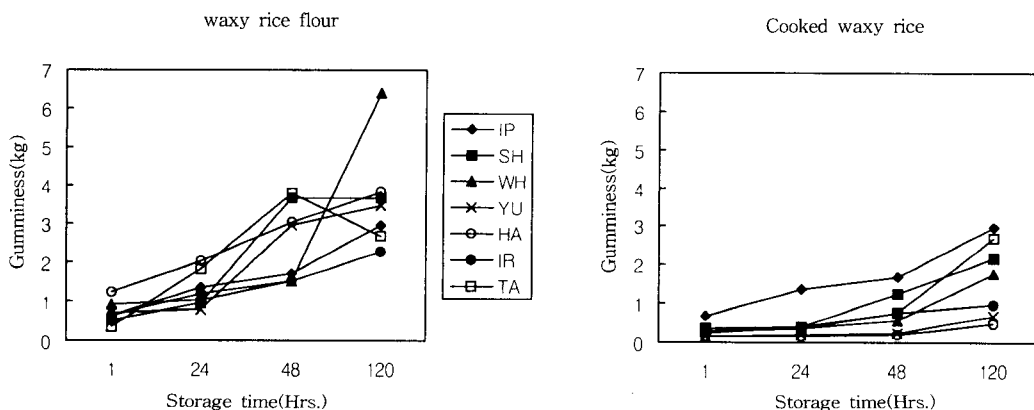 waxy rice flour
7
6
5
4
3
2
1
0
Gumminess(kg)
1 24 48 120
Storage time(Hrs.)
IP
SH
WH
YU
HA
IR
TA
Cooked waxy rice
7
6
5
4
3
2
1
0
Gumminess(kg)
1 24 48 120
Storage time(Hrs.)